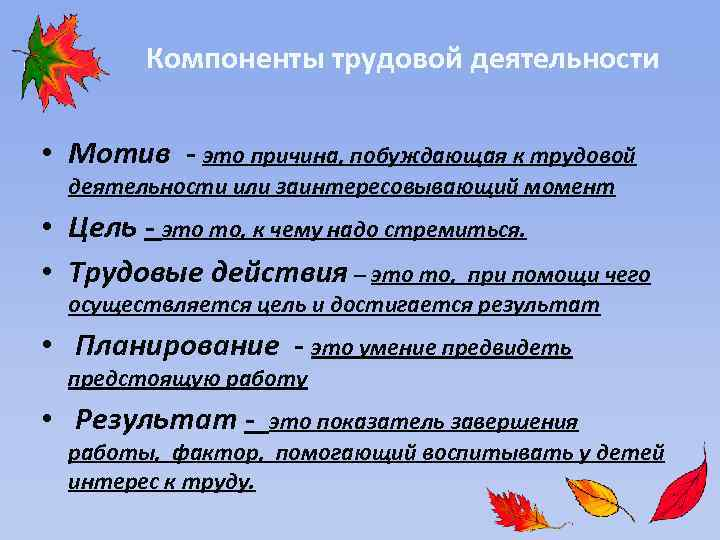 Компоненты трудовой деятельности
• Мотив - это причина, побуждающая к трудовой
деятельности или заинтересовывающий момент
• Цель - это то, к чему надо стремиться.
• Трудовые действия – это то, при помощи чего
осуществляется цель и достигается результат
• Планирование - это умение предвидеть
предстоящую работу
• Результат - это показатель завершения
работы, фактор, помогающий воспитывать у детей
интерес к труду.